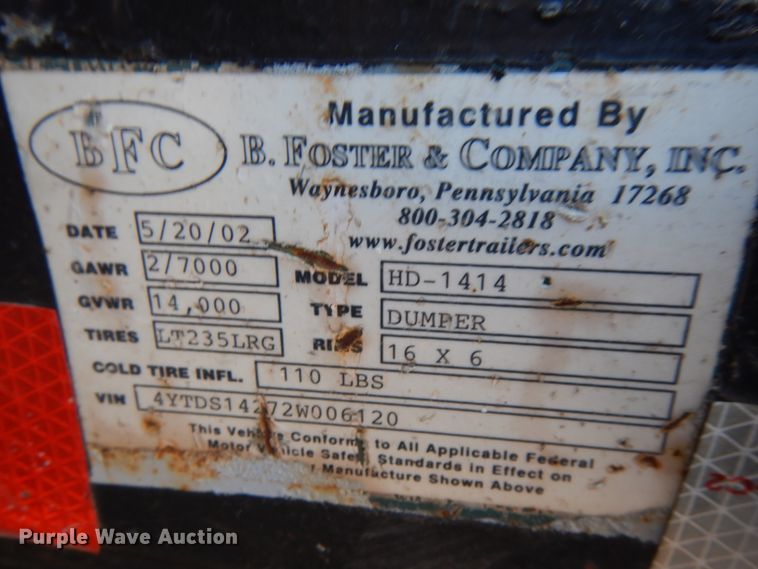 Manufactured By
BFC B. FOSTER & COMPANY, INC.
Waynesboro, Pennsylvania 17268
800-304-2818
www.fostertrailers.com
DATE 5/20/02
GAWR 2/7000 MODEL HD-1414
GVWR 14,000 TYPE DUMPER
TIRES LT235LRG RIMS 16 X 6
COLD TIRE INFL. 110 LBS
VIN 4YTDS14272W006120
This Vehicle Conforms to All Applicable Federal
Motor Vehicle Safety Standards in Effect on
Manufacture Shown Above
Purple Wave Auction